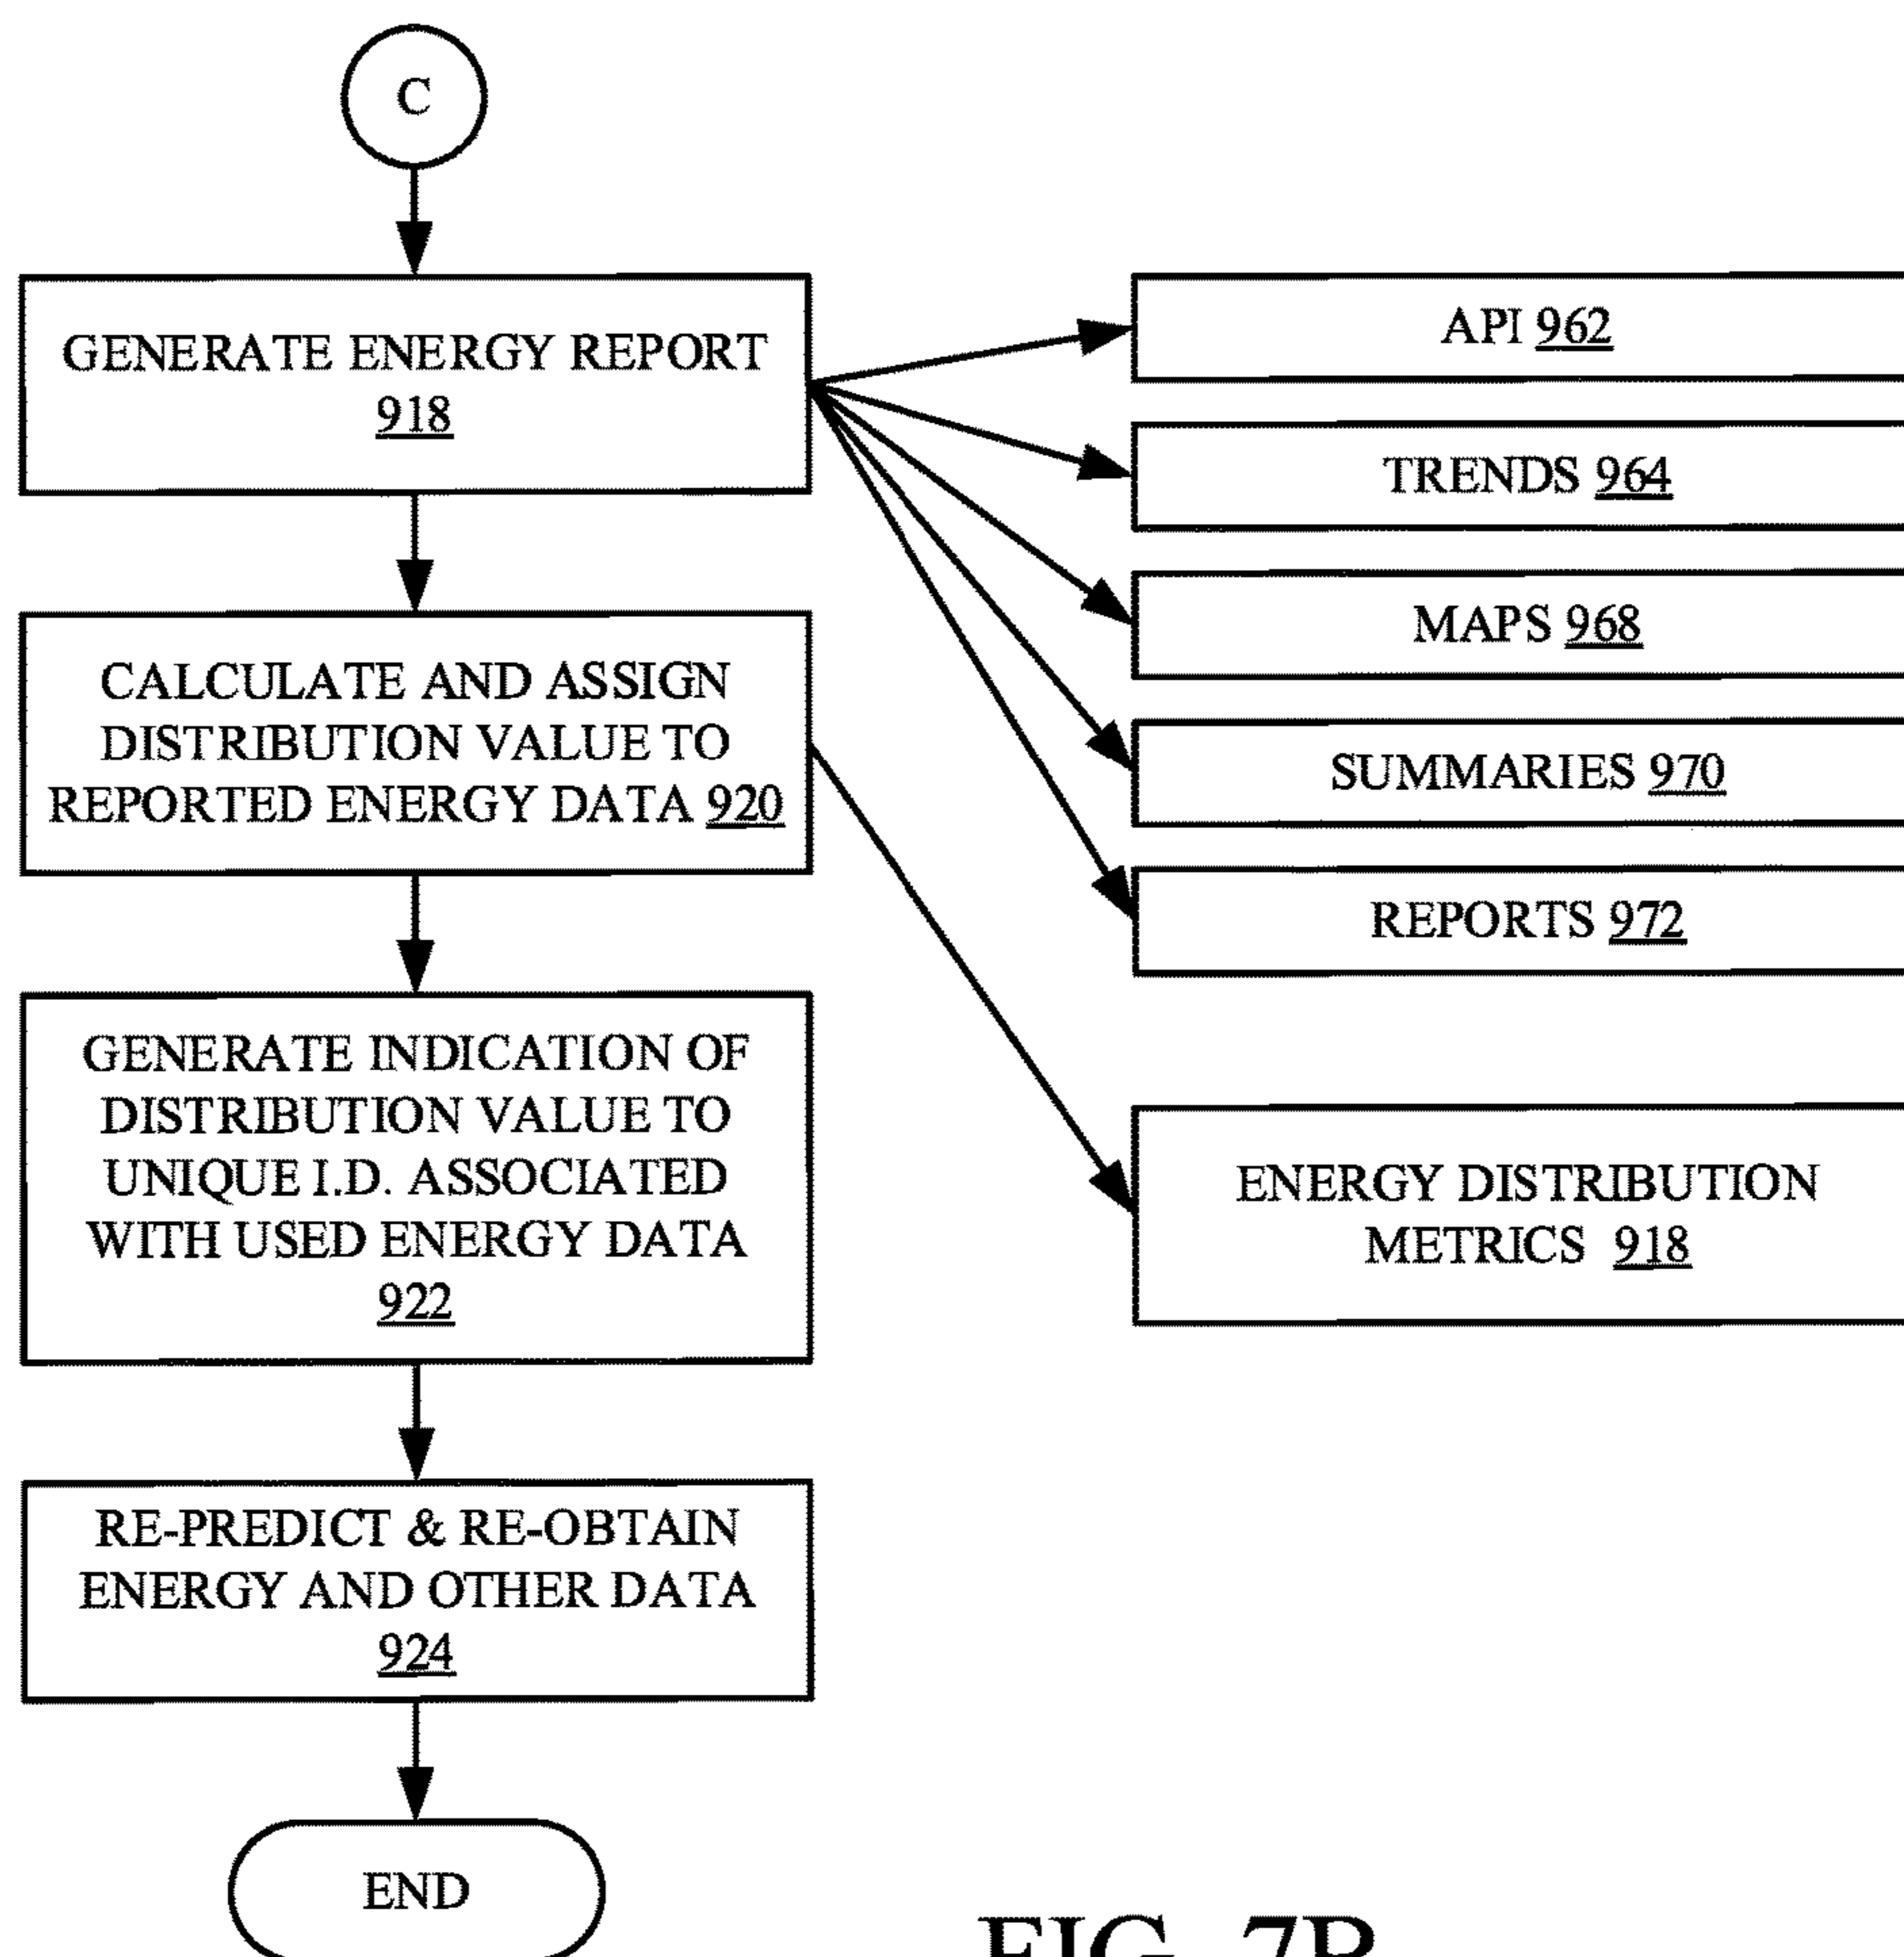 C
GENERATE ENERGY REPORT
918
CALCULATE AND ASSIGN
DISTRIBUTION VALUE TO
REPORTED ENERGY DATA 920
GENERATE INDICATION OF
DISTRIBUTION VALUE TO
UNIQUE I.D. ASSOCIATED
WITH USED ENERGY DATA
922
RE-PREDICT & RE-OBTAIN
ENERGY AND OTHER DATA
924
END
API 962
TRENDS 964
MAPS 968
SUMMARIES 970
REPORTS 972
ENERGY DISTRIBUTION
METRICS 918
FIG. 7B